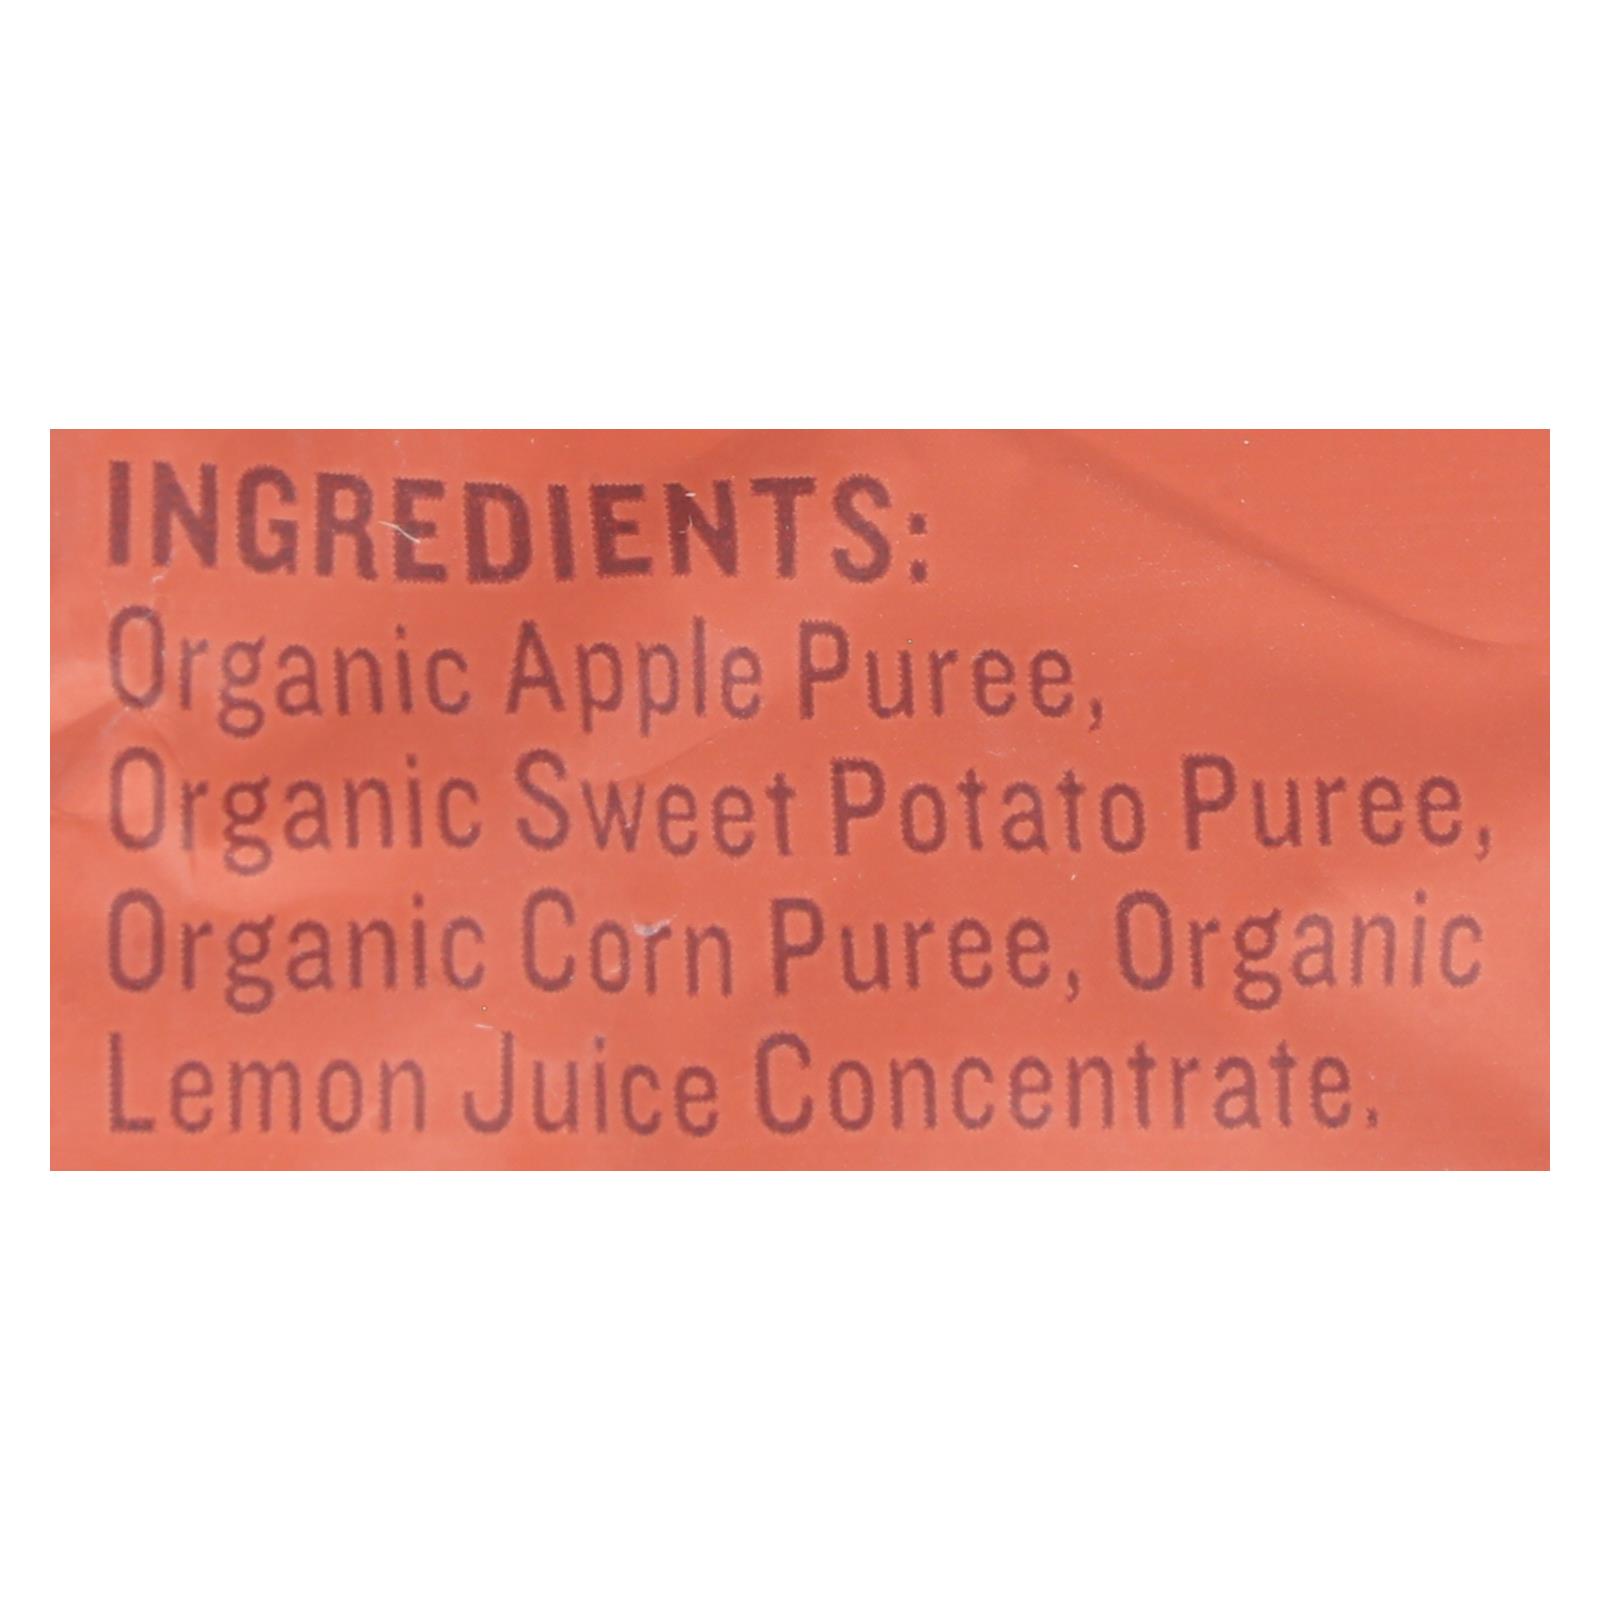 INGREDIENTS:
Organic Apple Puree,
Organic Sweet Potato Puree,
Organic Corn Puree, Organic
Lemon Juice Concentrate.